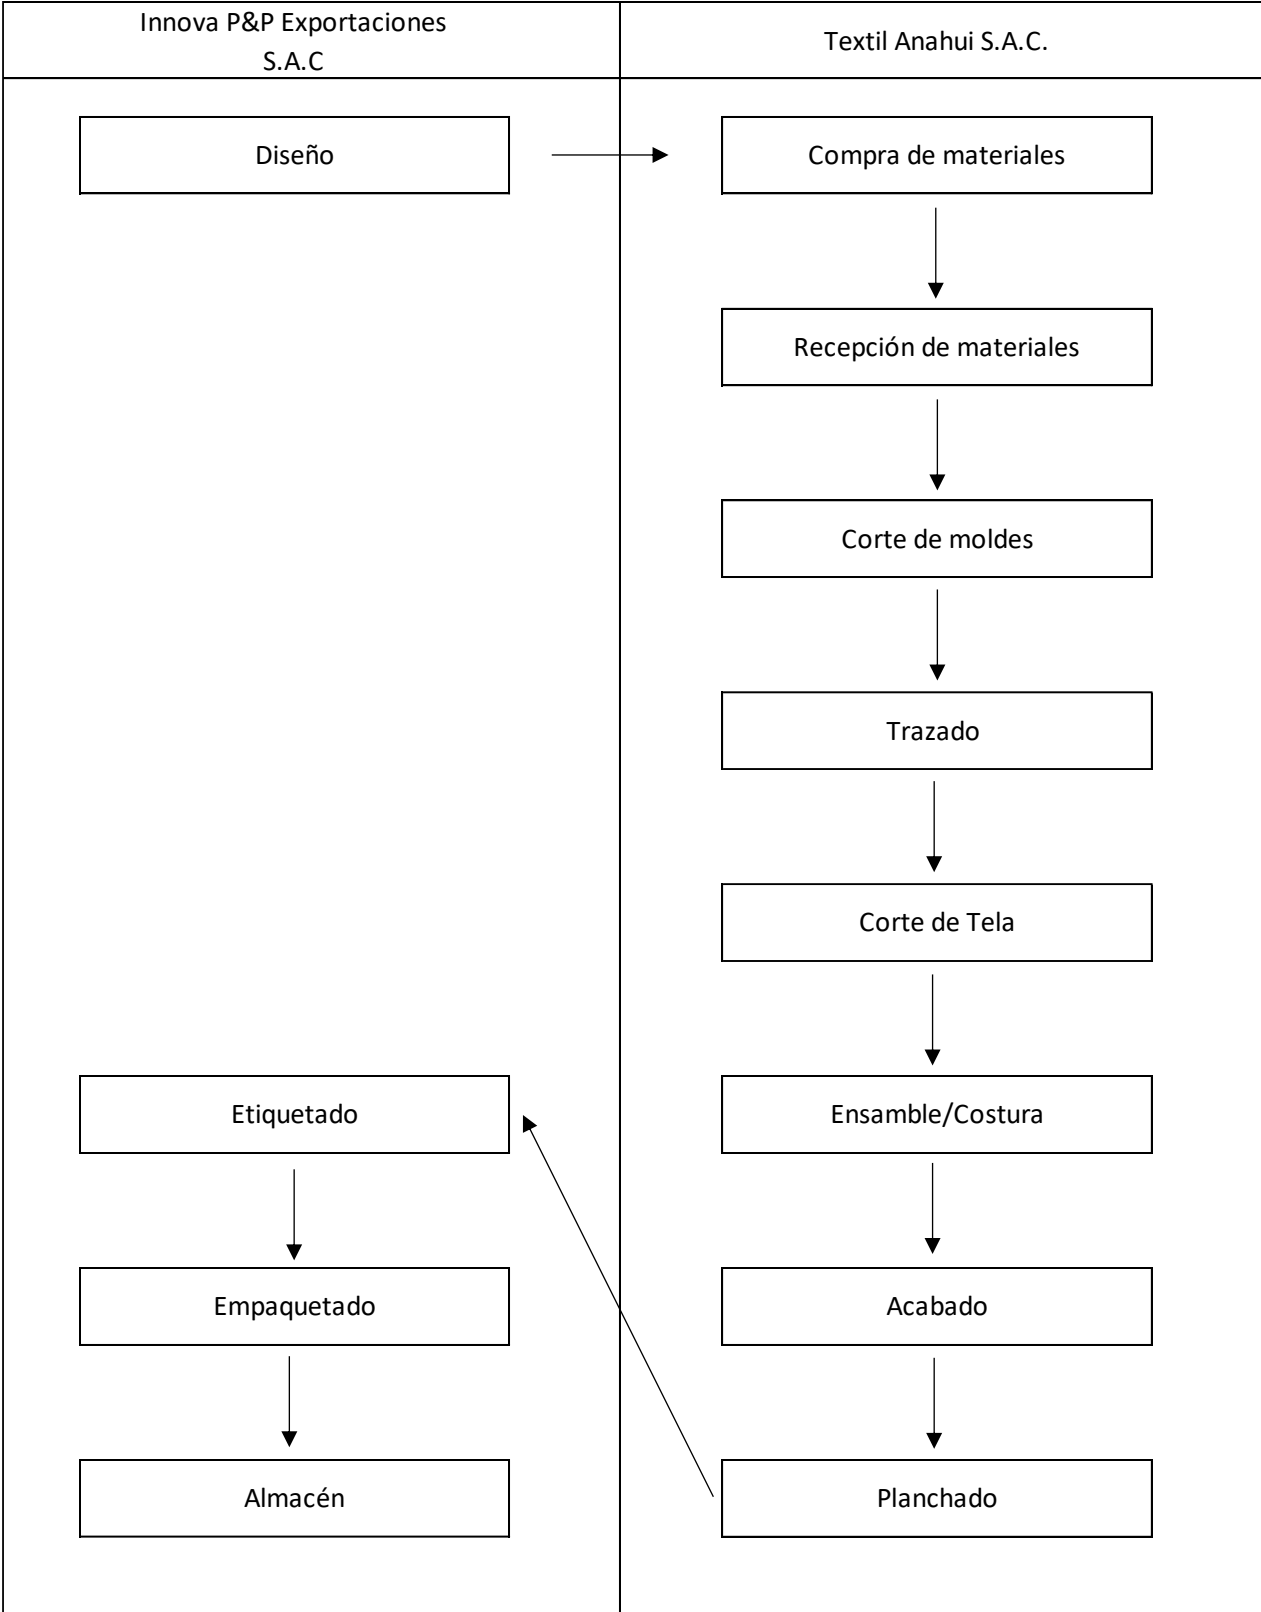 Innova P&P Exportaciones
S.A.C
Textil Anahui S.A.C.
Diseño
Compra de materiales
Recepción de materiales
Corte de moldes
Trazado
Corte de Tela
Etiquetado
Ensamble/Costura
Empaquetado
Acabado
Almacén
Planchado